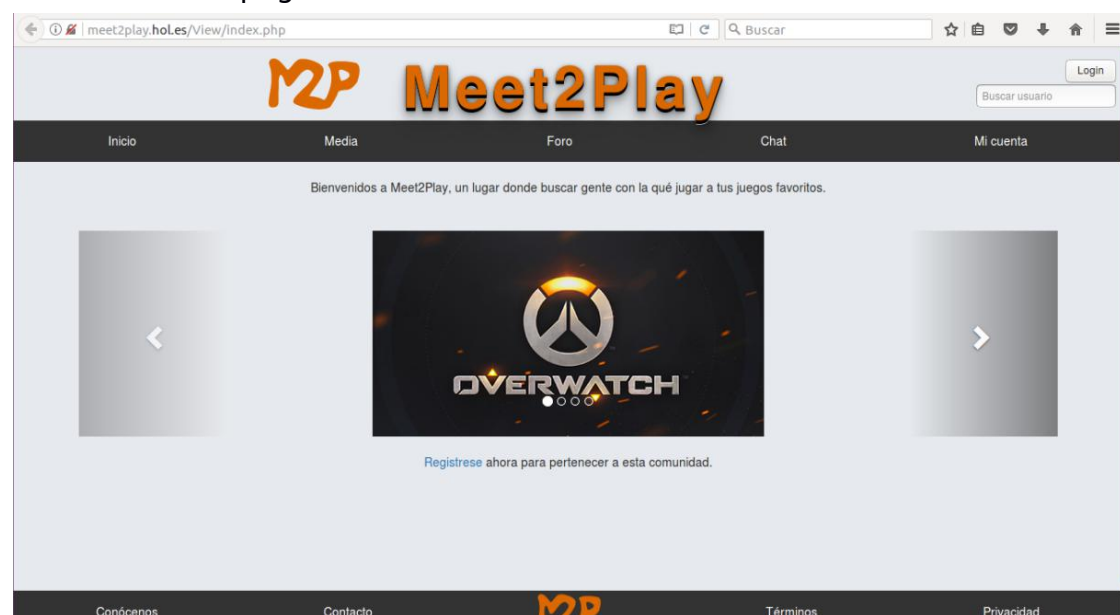 meet2play.hol.es/View/index.php Buscar
M2P Meet2Play
Login
Buscar usuario
Inicio Media Foro Chat Mi cuenta
Bienvenidos a Meet2Play, un lugar donde buscar gente con la qué jugar a tus juegos favoritos.
OVERWATCH
Registrese ahora para pertenecer a esta comunidad.
Conócenos Contacto M2P Términos Privacidad